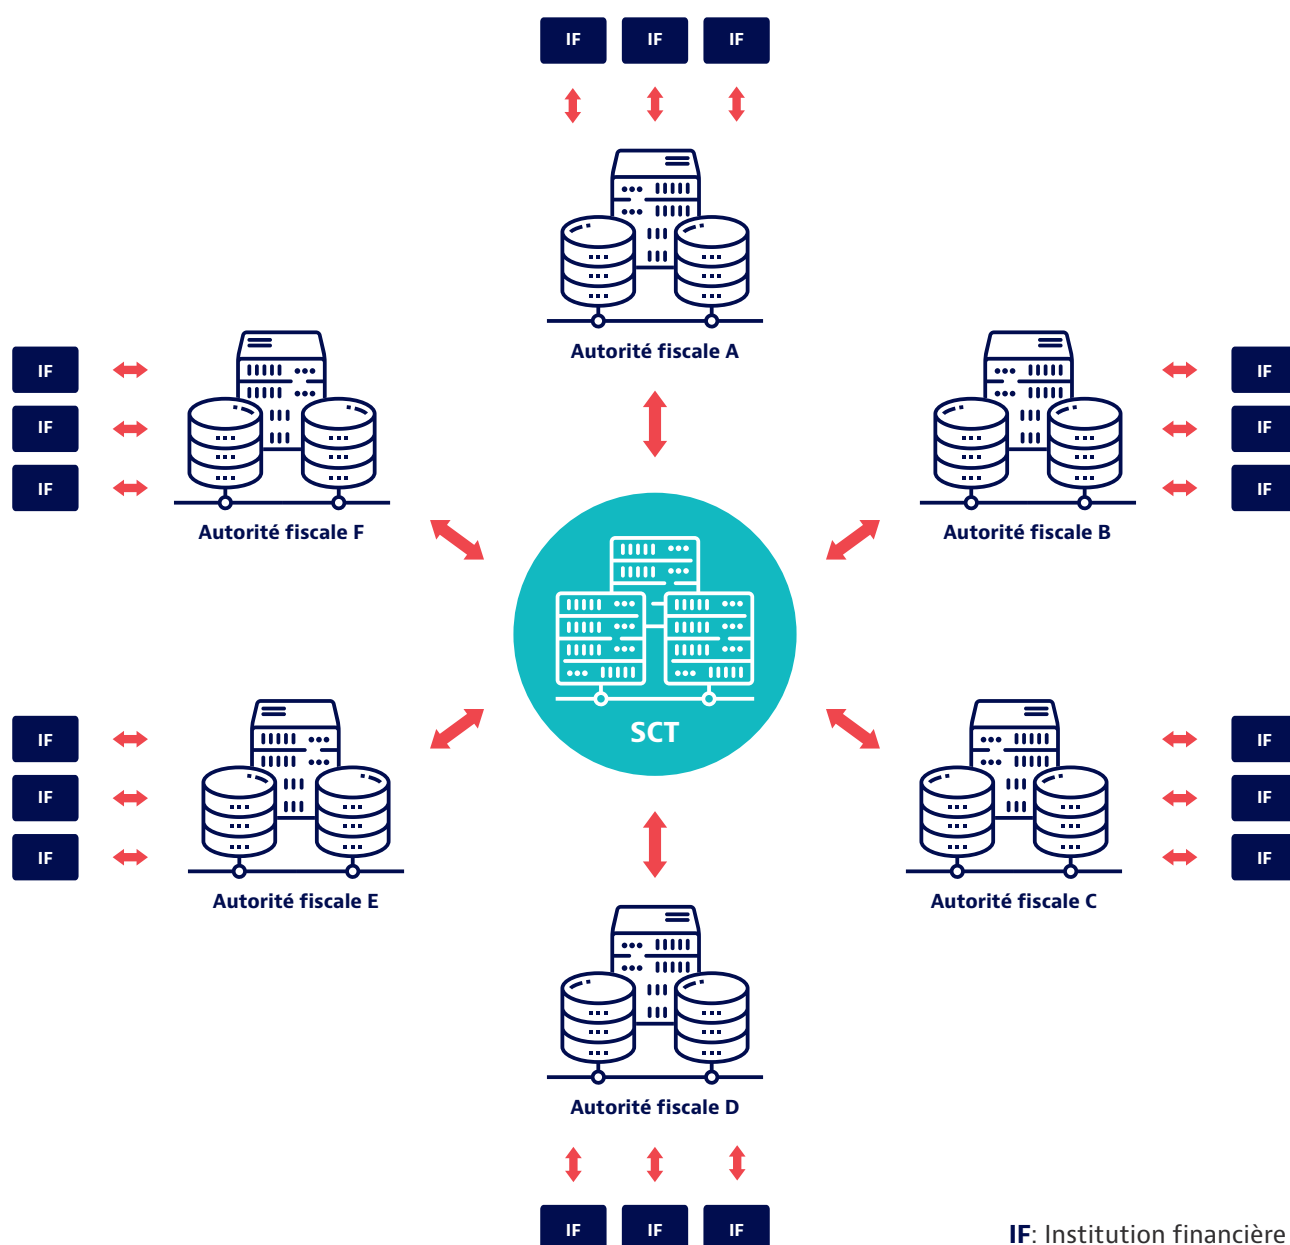 IF IF IF
Autorité fiscale A
IF
IF
IF
Autorité fiscale F
IF
IF
IF
Autorité fiscale B
SCT
IF
IF
IF
Autorité fiscale E
IF
IF
IF
Autorité fiscale C
Autorité fiscale D
IF IF IF
IF: Institution financière